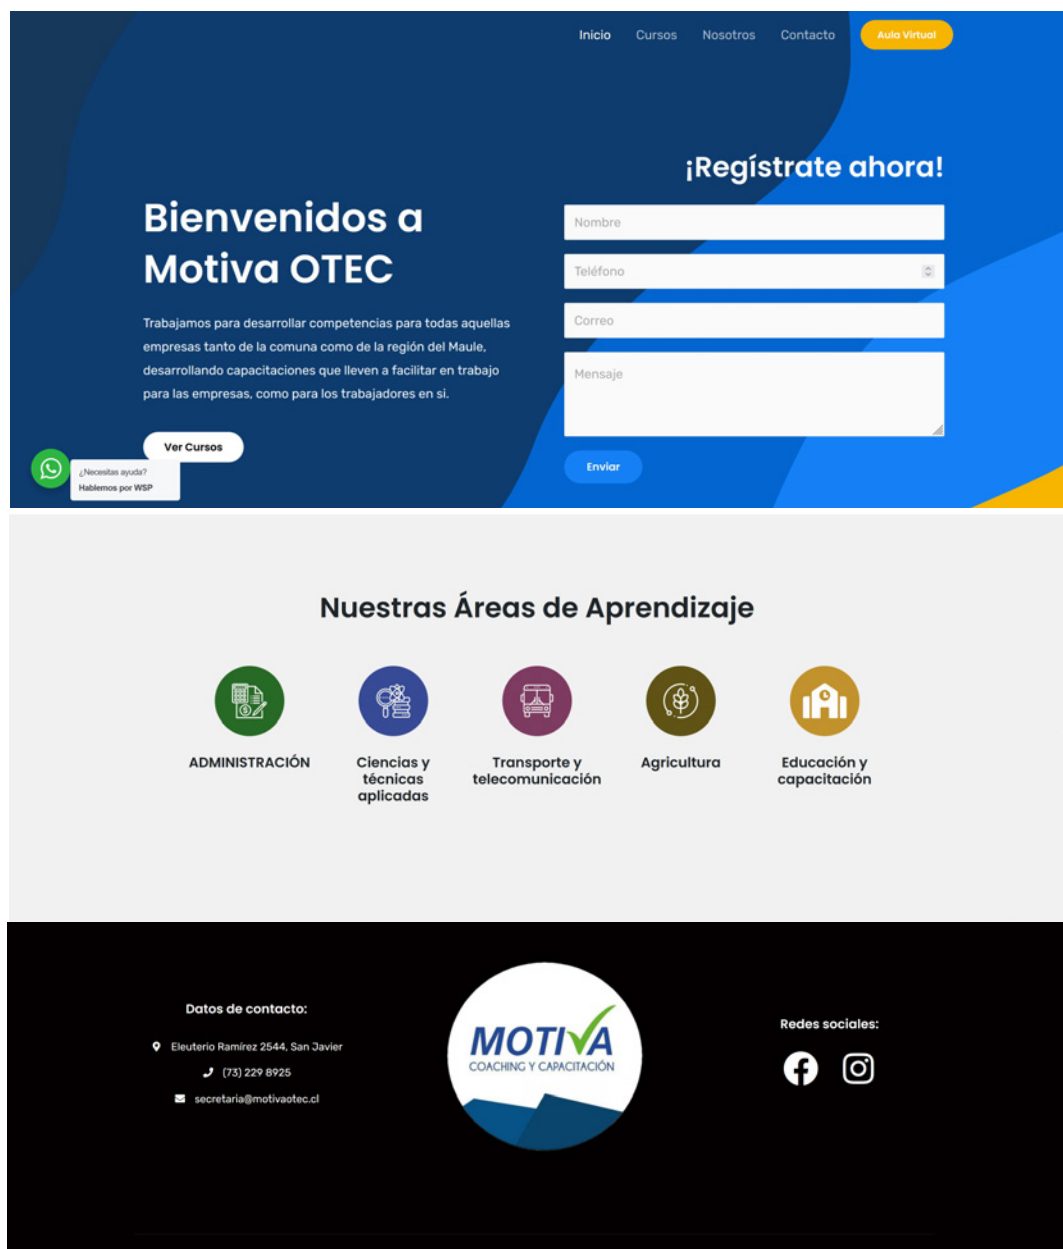 Inicio Cursos Nosotros Contacto Aula Virtual
¡Regístrate ahora!
Bienvenidos a
Motiva OTEC
Trabajamos para desarrollar competencias para todas aquellas
empresas tanto de la comuna como de la región del Maule,
desarrollando capacitaciones que lleven a facilitar en trabajo
para las empresas, como para los trabajadores en si.
Ver Cursos
Nombre
Teléfono
Correo
Mensaje
Enviar
¿Necesitas ayuda?
Hablemos por WSP
Nuestras Áreas de Aprendizaje
ADMINISTRACIÓN
Ciencias y
técnicas
aplicadas
Transporte y
telecomunicación
Agricultura
Educación y
capacitación
Datos de contacto:
Eleuterio Ramírez 2544, San Javier
(73) 229 8925
secretaria@motivaotec.cl
MOTIVA
COACHING Y CAPACITACIÓN
Redes sociales: